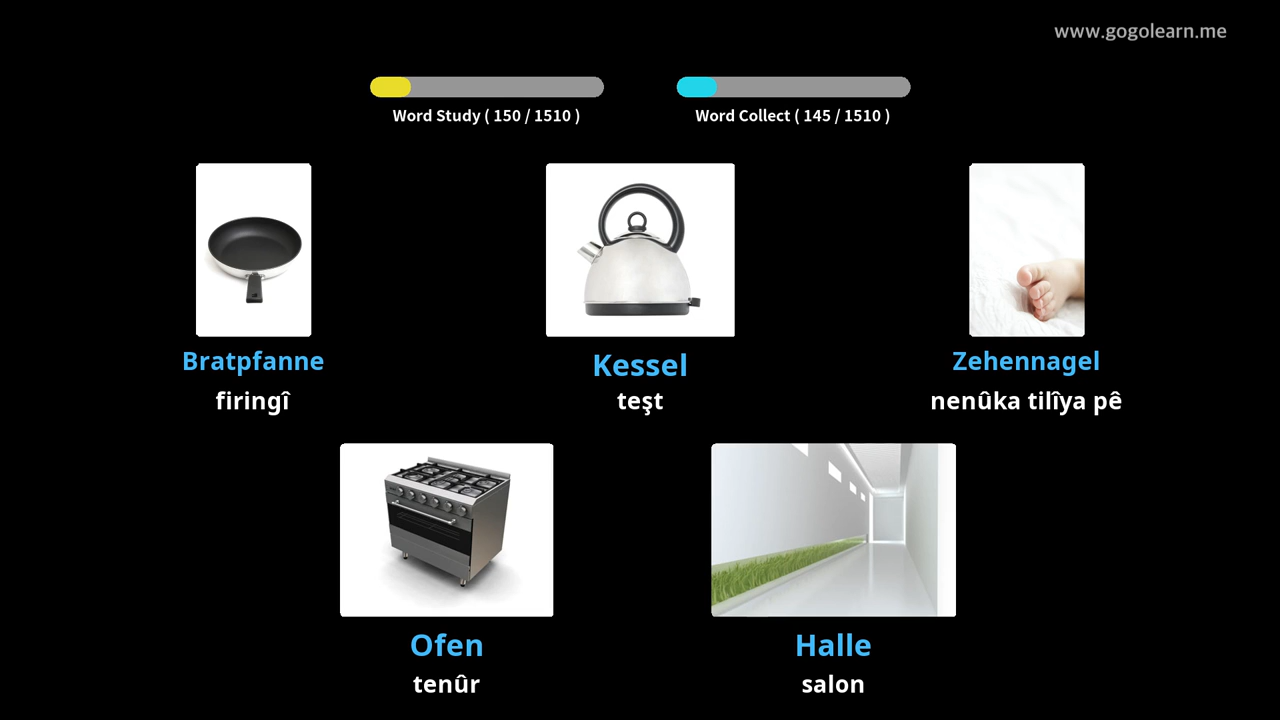 www.gogolearn.me
Word Study ( 150 / 1510 )
Word Collect ( 145 / 1510 )
Bratpfanne
firingî
Kessel
teşt
Zehennagel
nenûka tilîya pê
Ofen
tenûr
Halle
salon